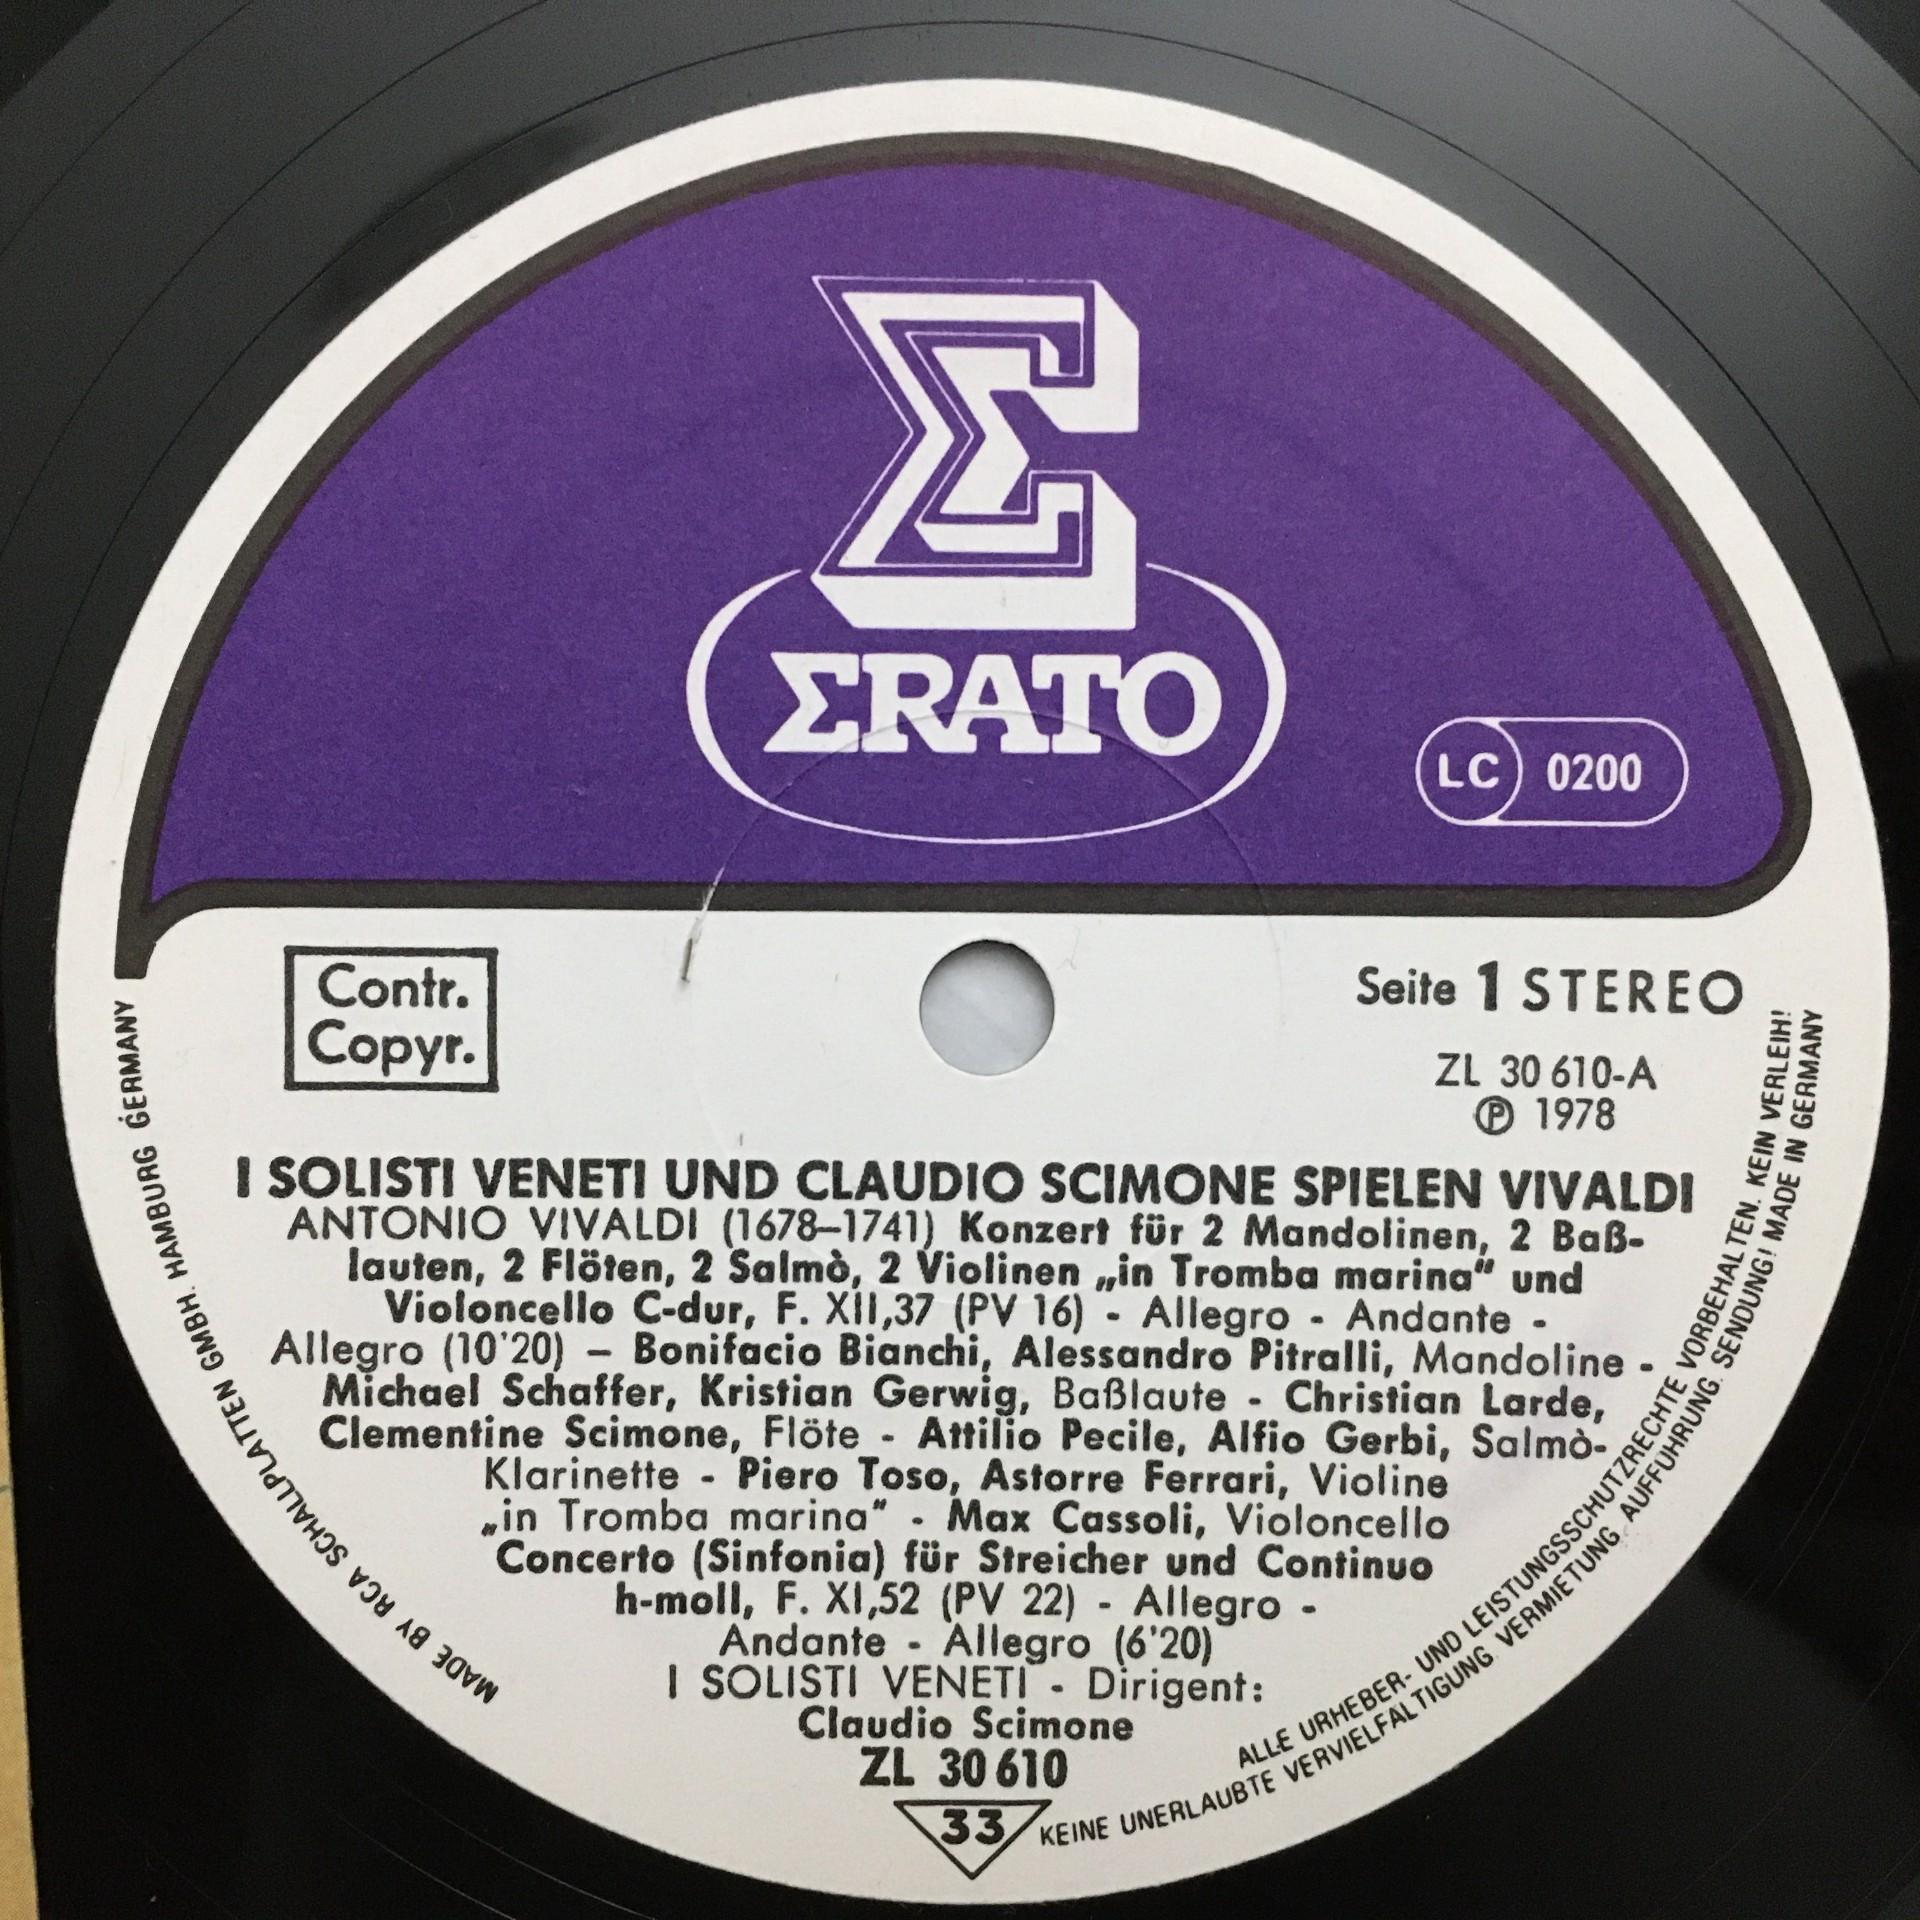 Σ
ΣRATO
LC 0200
Contr.
Copyr.
Seite 1 STEREO
ZL 30 610-A
℗ 1978
I SOLISTI VENETI UND CLAUDIO SCIMONE SPIELEN VIVALDI
ANTONIO VIVALDI (1678–1741) Konzert für 2 Mandolinen, 2 Baß-
lauten, 2 Flöten, 2 Salmò, 2 Violinen „in Tromba marina“ und
Violoncello C-dur, F. XII,37 (PV 16) - Allegro - Andante -
Allegro (10'20) – Bonifacio Bianchi, Alessandro Pitralli, Mandoline -
Michael Schaffer, Kristian Gerwig, Baßlaute - Christian Larde,
Clementine Scimone, Flöte - Attilio Pecile, Alfio Gerbi, Salmò-
Klarinette - Piero Toso, Astorre Ferrari, Violine
„in Tromba marina“ - Max Cassoli, Violoncello
Concerto (Sinfonia) für Streicher und Continuo
h-moll, F. XI,52 (PV 22) - Allegro -
Andante - Allegro (6'20)
I SOLISTI VENETI - Dirigent:
Claudio Scimone
ZL 30 610
33
MADE BY RCA SCHALLPLATTEN GMBH. HAMBURG GERMANY
ALLE URHEBER- UND LEISTUNGSSCHUTZRECHTE VORBEHALTEN. KEIN VERLEIH!
KEINE UNERLAUBTE VERVIELFÄLTIGUNG. VERMIETUNG. AUFFÜHRUNG. SENDUNG! MADE IN GERMANY